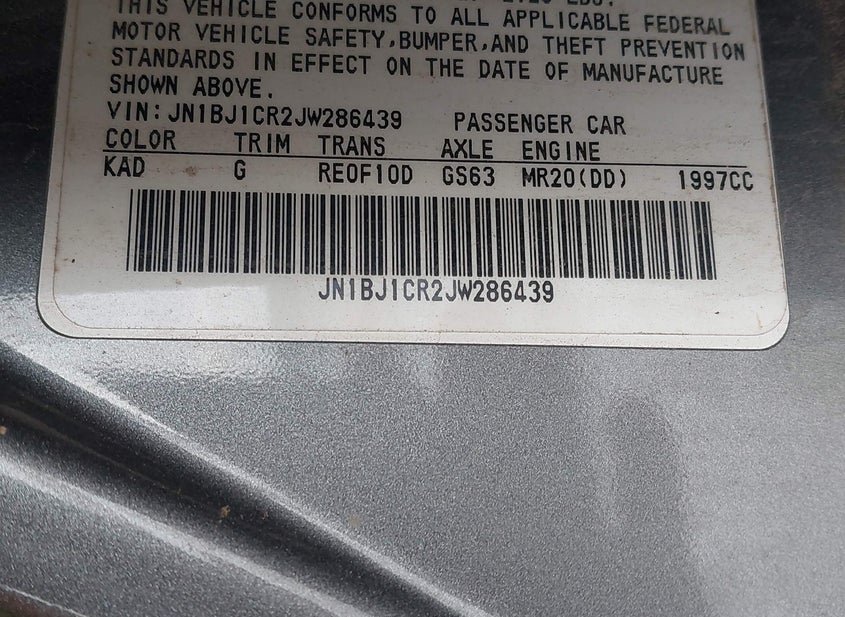 THIS VEHICLE CONFORMS TO ALL APPLICABLE FEDERAL
MOTOR VEHICLE SAFETY,BUMPER,AND THEFT PREVENTION
STANDARDS IN EFFECT ON THE DATE OF MANUFACTURE
SHOWN ABOVE.
VIN:JN1BJ1CR2JW286439 PASSENGER CAR
COLOR TRIM TRANS AXLE ENGINE
KAD G RE0F10D GS63 MR20(DD) 1997CC
JN1BJ1CR2JW286439